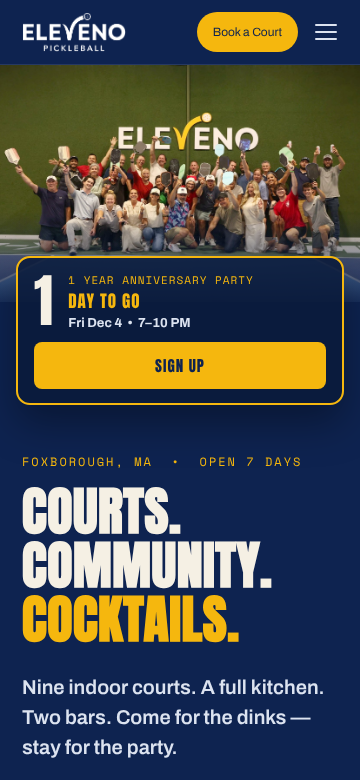 ELEVENO
PICKLEBALL
Book a Court
ELEVENO
1
1 YEAR ANNIVERSARY PARTY
DAY TO GO
Fri Dec 4 • 7–10 PM
SIGN UP
FOXBOROUGH, MA • OPEN 7 DAYS
COURTS.
COMMUNITY.
COCKTAILS.
Nine indoor courts. A full kitchen.
Two bars. Come for the dinks —
stay for the party.